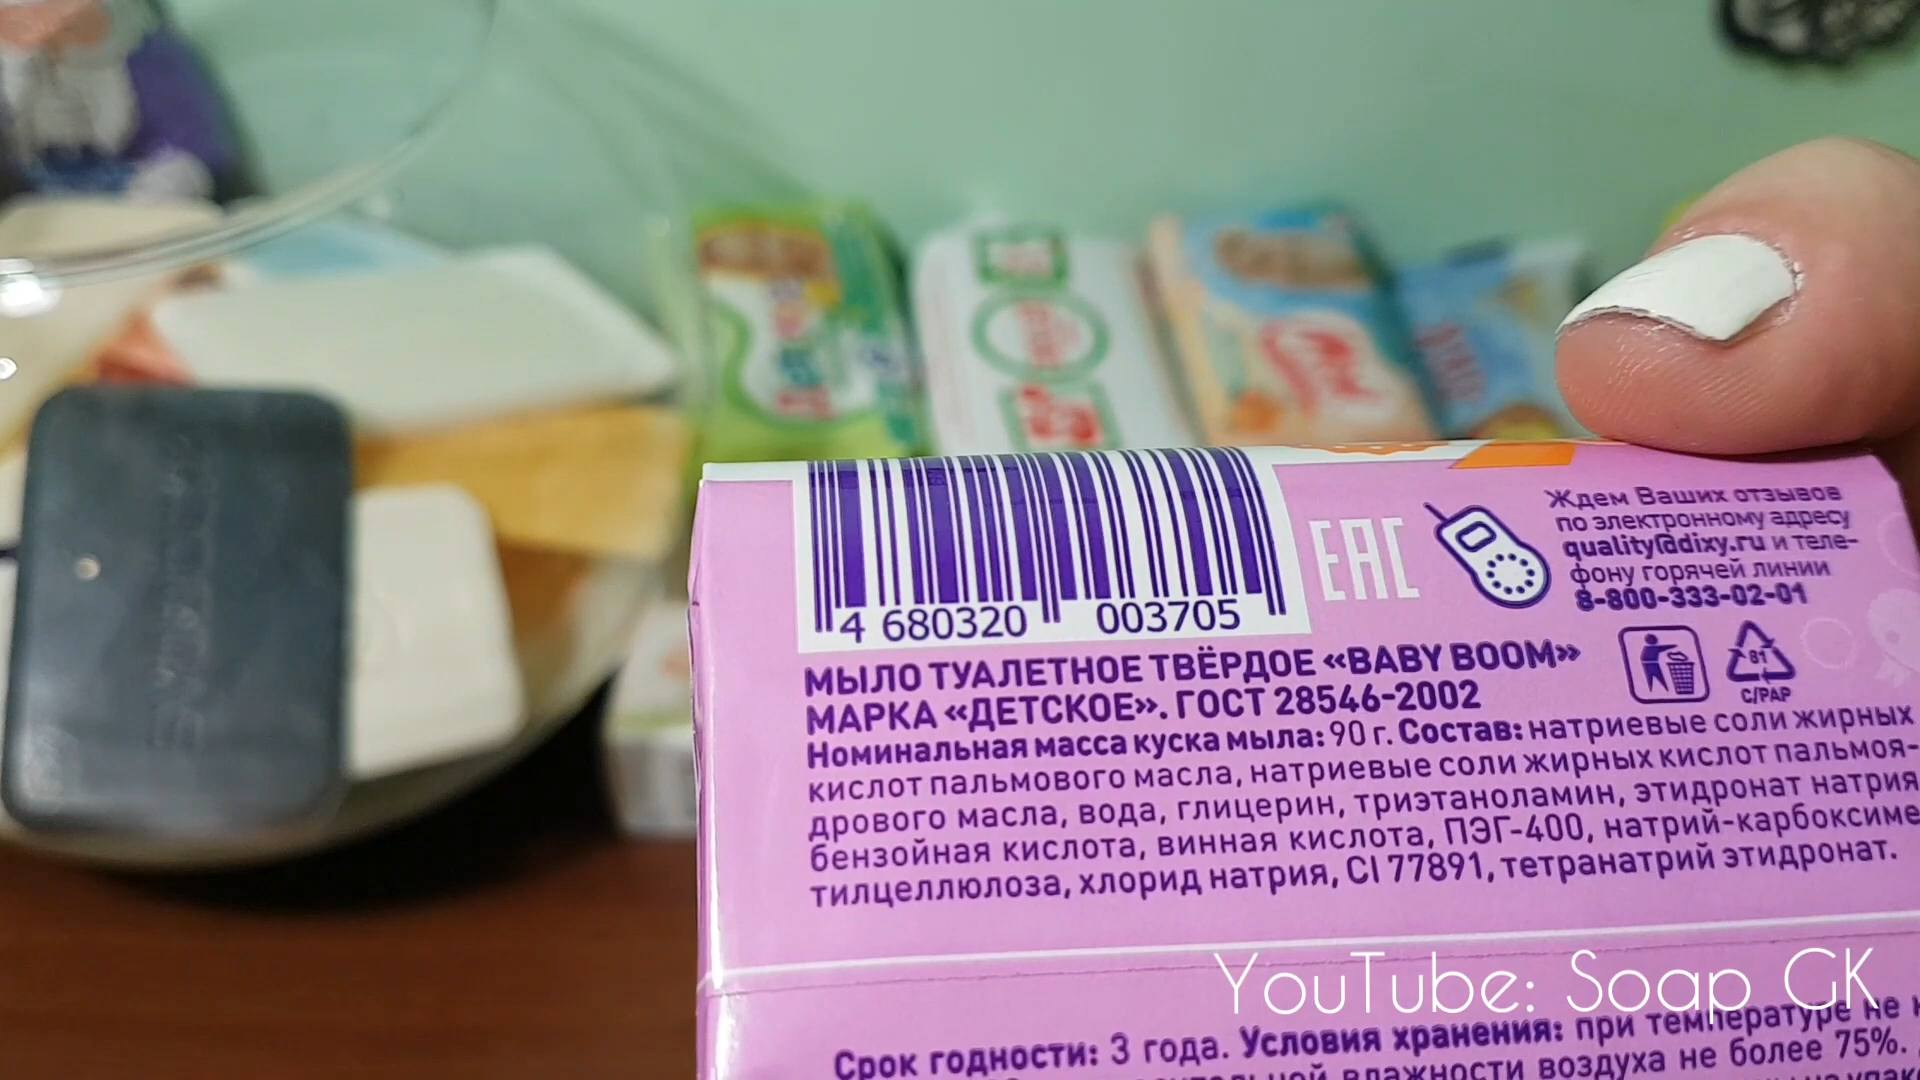 4 680320 003705
EAC
Ждем Ваших отзывов
по электронному адресу
quality@dixy.ru и теле-
фону горячей линии
8-800-333-02-01
МЫЛО ТУАЛЕТНОЕ ТВЁРДОЕ «BABY BOOM»
МАРКА «ДЕТСКОЕ». ГОСТ 28546-2002
81
C/PAP
Номинальная масса куска мыла: 90 г. Состав: натриевые соли жирных
кислот пальмового масла, натриевые соли жирных кислот пальмоя-
дрового масла, вода, глицерин, триэтаноламин, этидронат натрия,
бензойная кислота, винная кислота, ПЭГ-400, натрий-карбоксиме
тилцеллюлоза, хлорид натрия, CI 77891, тетранатрий этидронат.
YouTube: Soap GK
Срок годности: 3 года. Условия хранения: при температуре не
влажности воздуха не более 75%.